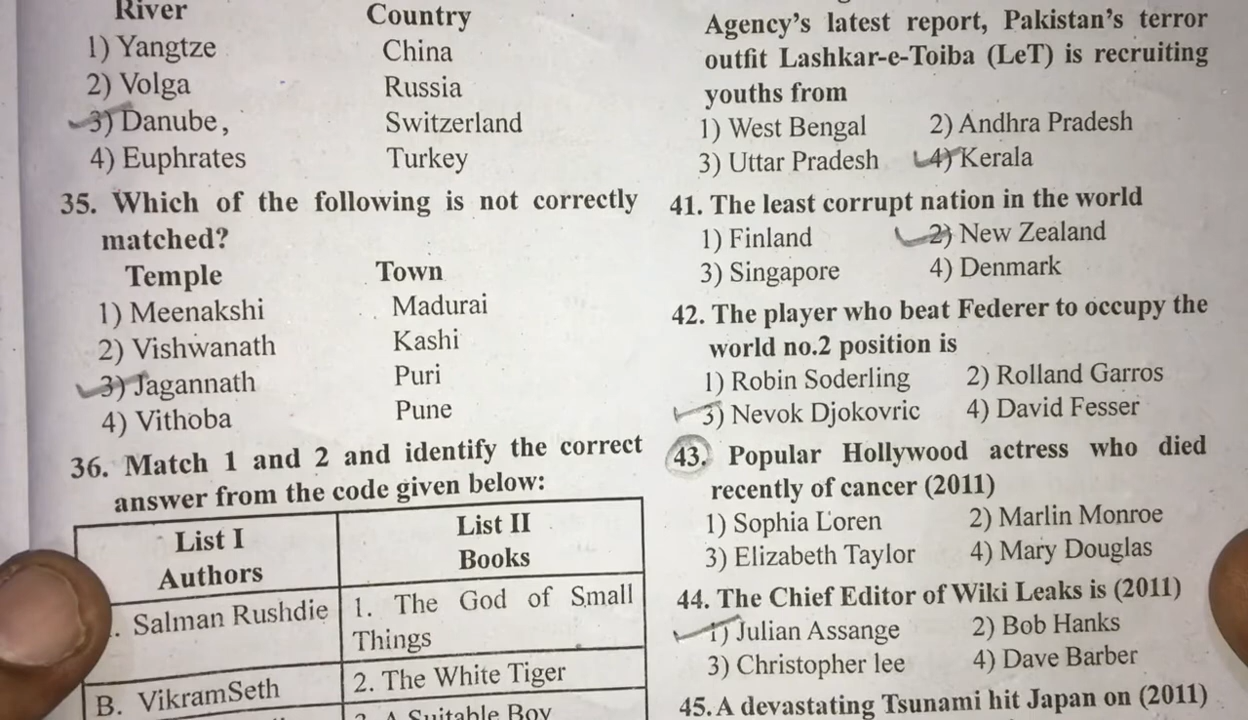 River Country
1) Yangtze China
2) Volga Russia
3) Danube, Switzerland
4) Euphrates Turkey
35. Which of the following is not correctly
matched?
Temple Town
1) Meenakshi Madurai
2) Vishwanath Kashi
3) Jagannath Puri
4) Vithoba Pune
36. Match 1 and 2 and identify the correct
answer from the code given below:
List I List II
Authors Books
. Salman Rushdie 1. The God of Small
Things
B. VikramSeth 2. The White Tiger
A Suitable Boy
Agency's latest report, Pakistan's terror
outfit Lashkar-e-Toiba (LeT) is recruiting
youths from
1) West Bengal 2) Andhra Pradesh
3) Uttar Pradesh 4) Kerala
41. The least corrupt nation in the world
1) Finland 2) New Zealand
3) Singapore 4) Denmark
42. The player who beat Federer to occupy the
world no.2 position is
1) Robin Soderling 2) Rolland Garros
3) Nevok Djokovric 4) David Fesser
43. Popular Hollywood actress who died
recently of cancer (2011)
1) Sophia Loren 2) Marlin Monroe
3) Elizabeth Taylor 4) Mary Douglas
44. The Chief Editor of Wiki Leaks is (2011)
1) Julian Assange 2) Bob Hanks
3) Christopher lee 4) Dave Barber
45. A devastating Tsunami hit Japan on (2011)